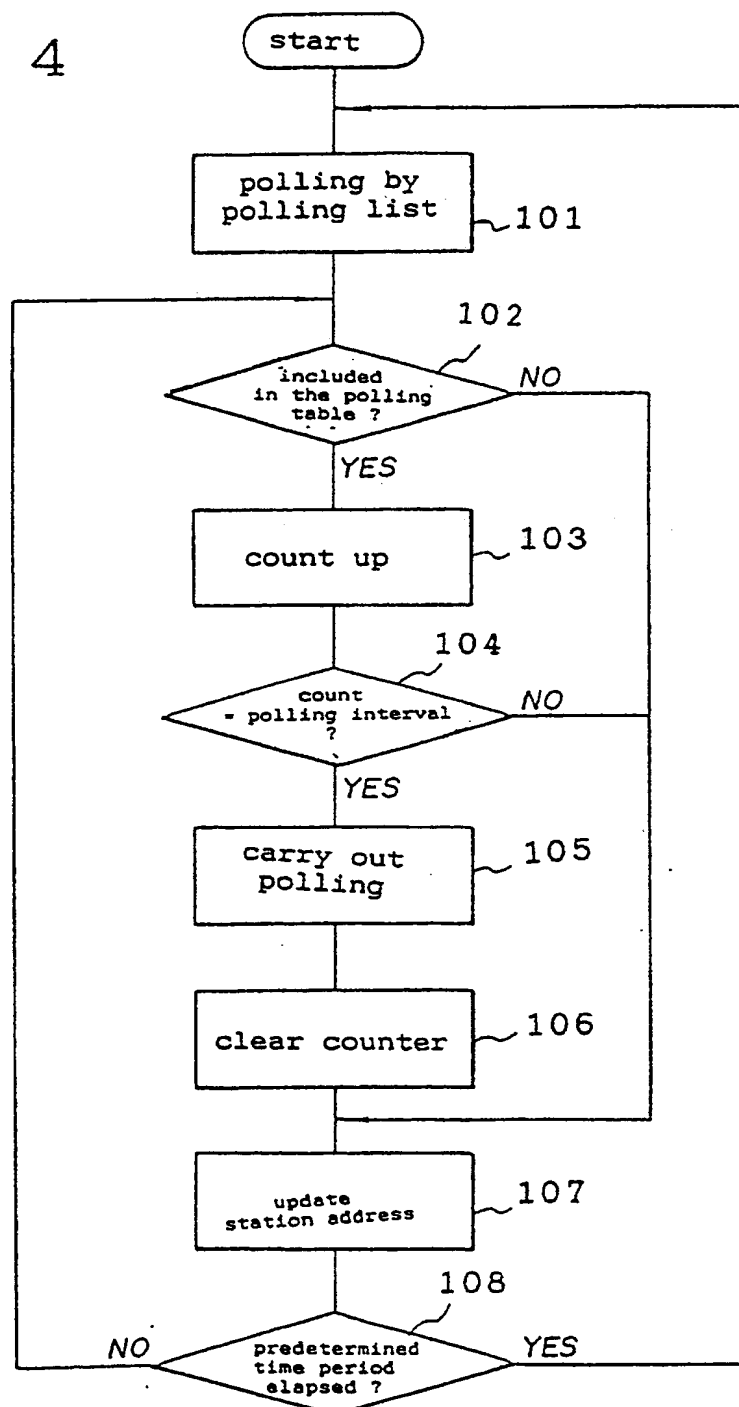 4
start
polling by
polling list
101
102
included
in the polling
table ?
NO
YES
count up
103
104
count
= polling interval
?
NO
YES
carry out
polling
105
clear counter
106
update
station address
107
108
NO
predetermined
time period
elapsed ?
YES